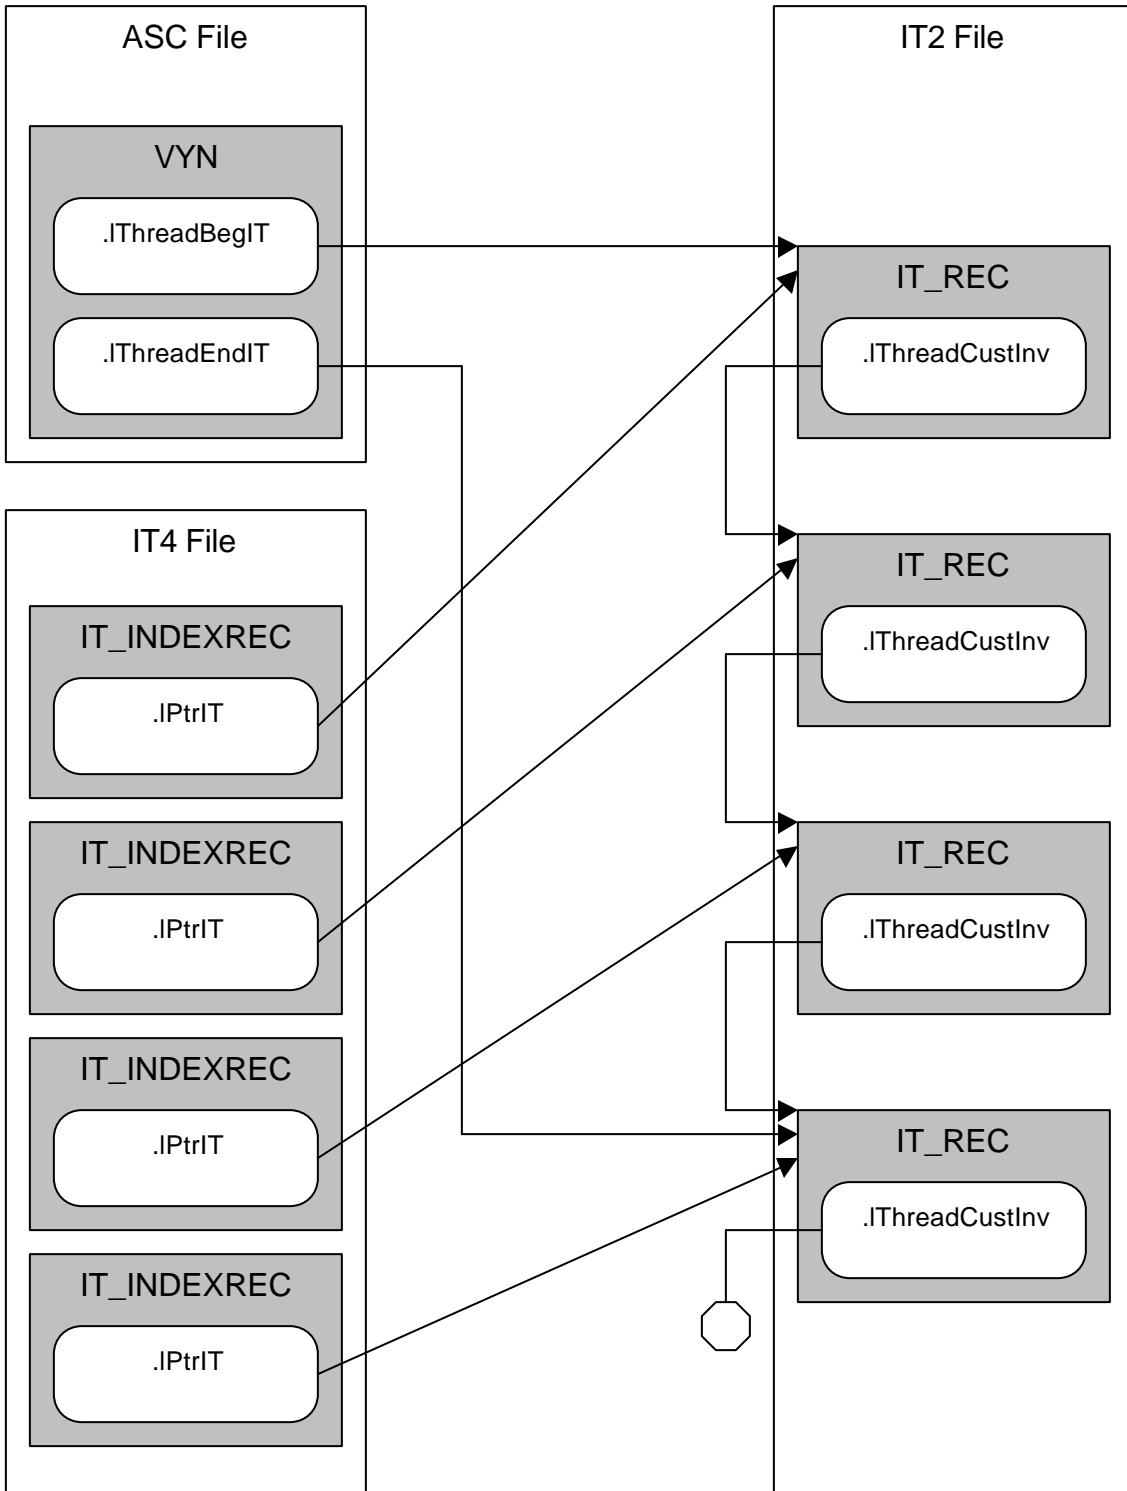 ASC File
VYN
.lThreadBegIT
.lThreadEndIT
IT4 File
IT_INDEXREC
.lPtrIT
IT_INDEXREC
.lPtrIT
IT_INDEXREC
.lPtrIT
IT_INDEXREC
.lPtrIT
IT2 File
IT_REC
.lThreadCustInv
IT_REC
.lThreadCustInv
IT_REC
.lThreadCustInv
IT_REC
.lThreadCustInv